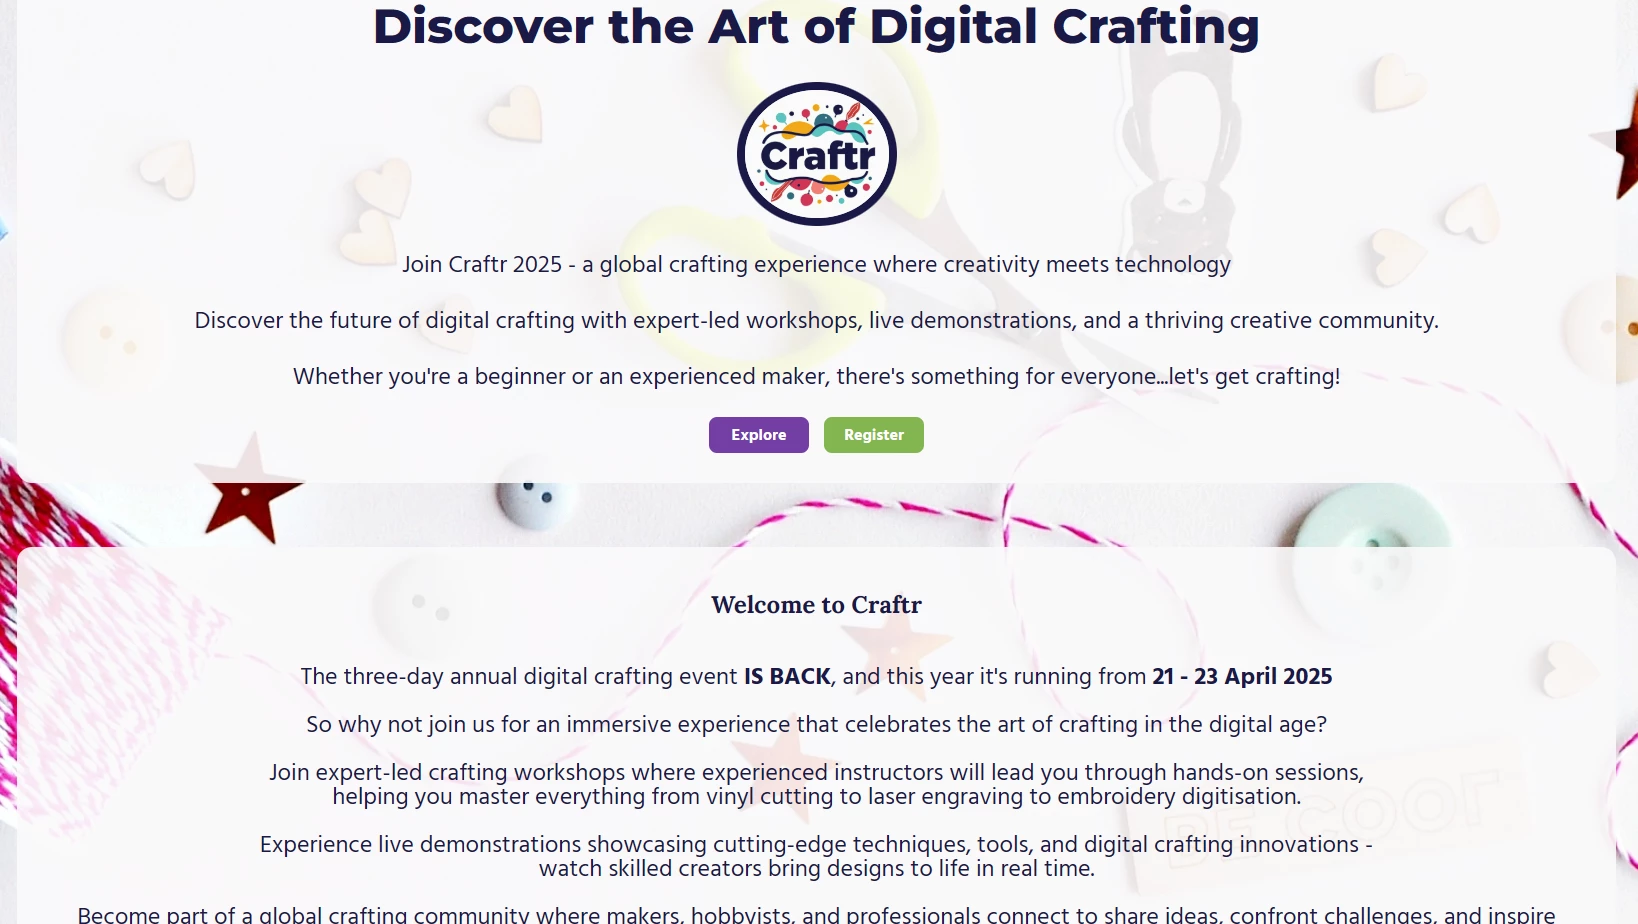 Discover the Art of Digital Crafting
Craftr
Join Craftr 2025 - a global crafting experience where creativity meets technology
Discover the future of digital crafting with expert-led workshops, live demonstrations, and a thriving creative community.
Whether you're a beginner or an experienced maker, there's something for everyone...let's get crafting!
Explore
Register
Welcome to Craftr
The three-day annual digital crafting event IS BACK, and this year it's running from 21 - 23 April 2025
So why not join us for an immersive experience that celebrates the art of crafting in the digital age?
Join expert-led crafting workshops where experienced instructors will lead you through hands-on sessions,
helping you master everything from vinyl cutting to laser engraving to embroidery digitisation.
BE COOL
Experience live demonstrations showcasing cutting-edge techniques, tools, and digital crafting innovations -
watch skilled creators bring designs to life in real time.
Become part of a global crafting community where makers, hobbyists, and professionals connect to share ideas, confront challenges, and inspire